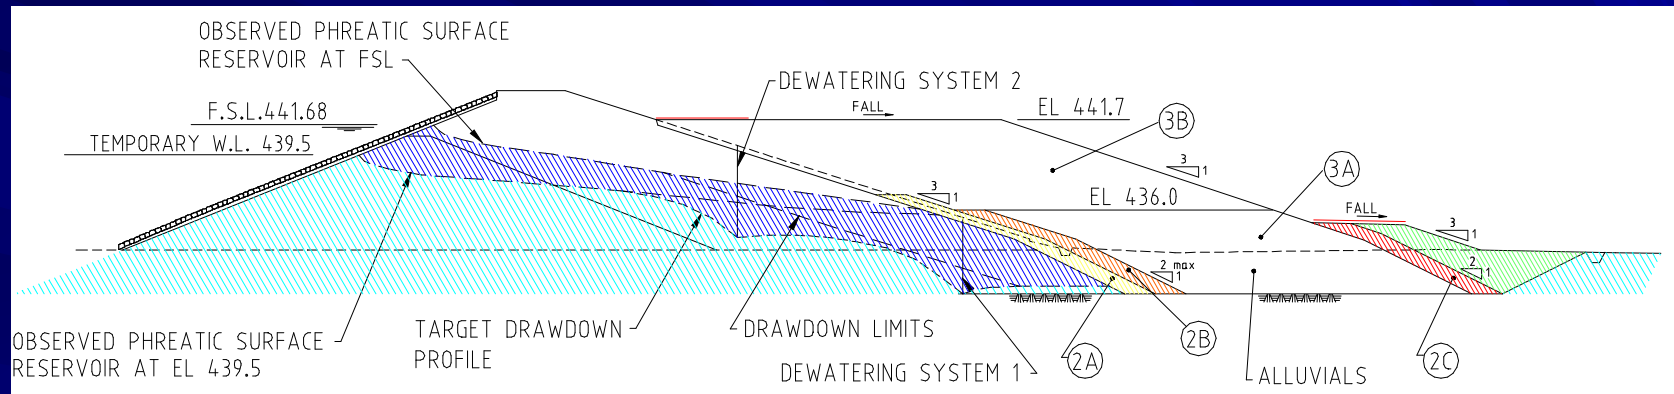 OBSERVED PHREATIC SURFACE
RESERVOIR AT FSL
DEWATERING SYSTEM 2
F.S.L.441.68
FALL
EL 441.7
3B
TEMPORARY W.L. 439.5
3
1
3A
3
1
EL 436.0
FALL
3
1
2 max
1
2
1
OBSERVED PHREATIC SURFACE
RESERVOIR AT EL 439.5
TARGET DRAWDOWN
PROFILE
DRAWDOWN LIMITS
DEWATERING SYSTEM 1
2A
2B
ALLUVIALS
2C